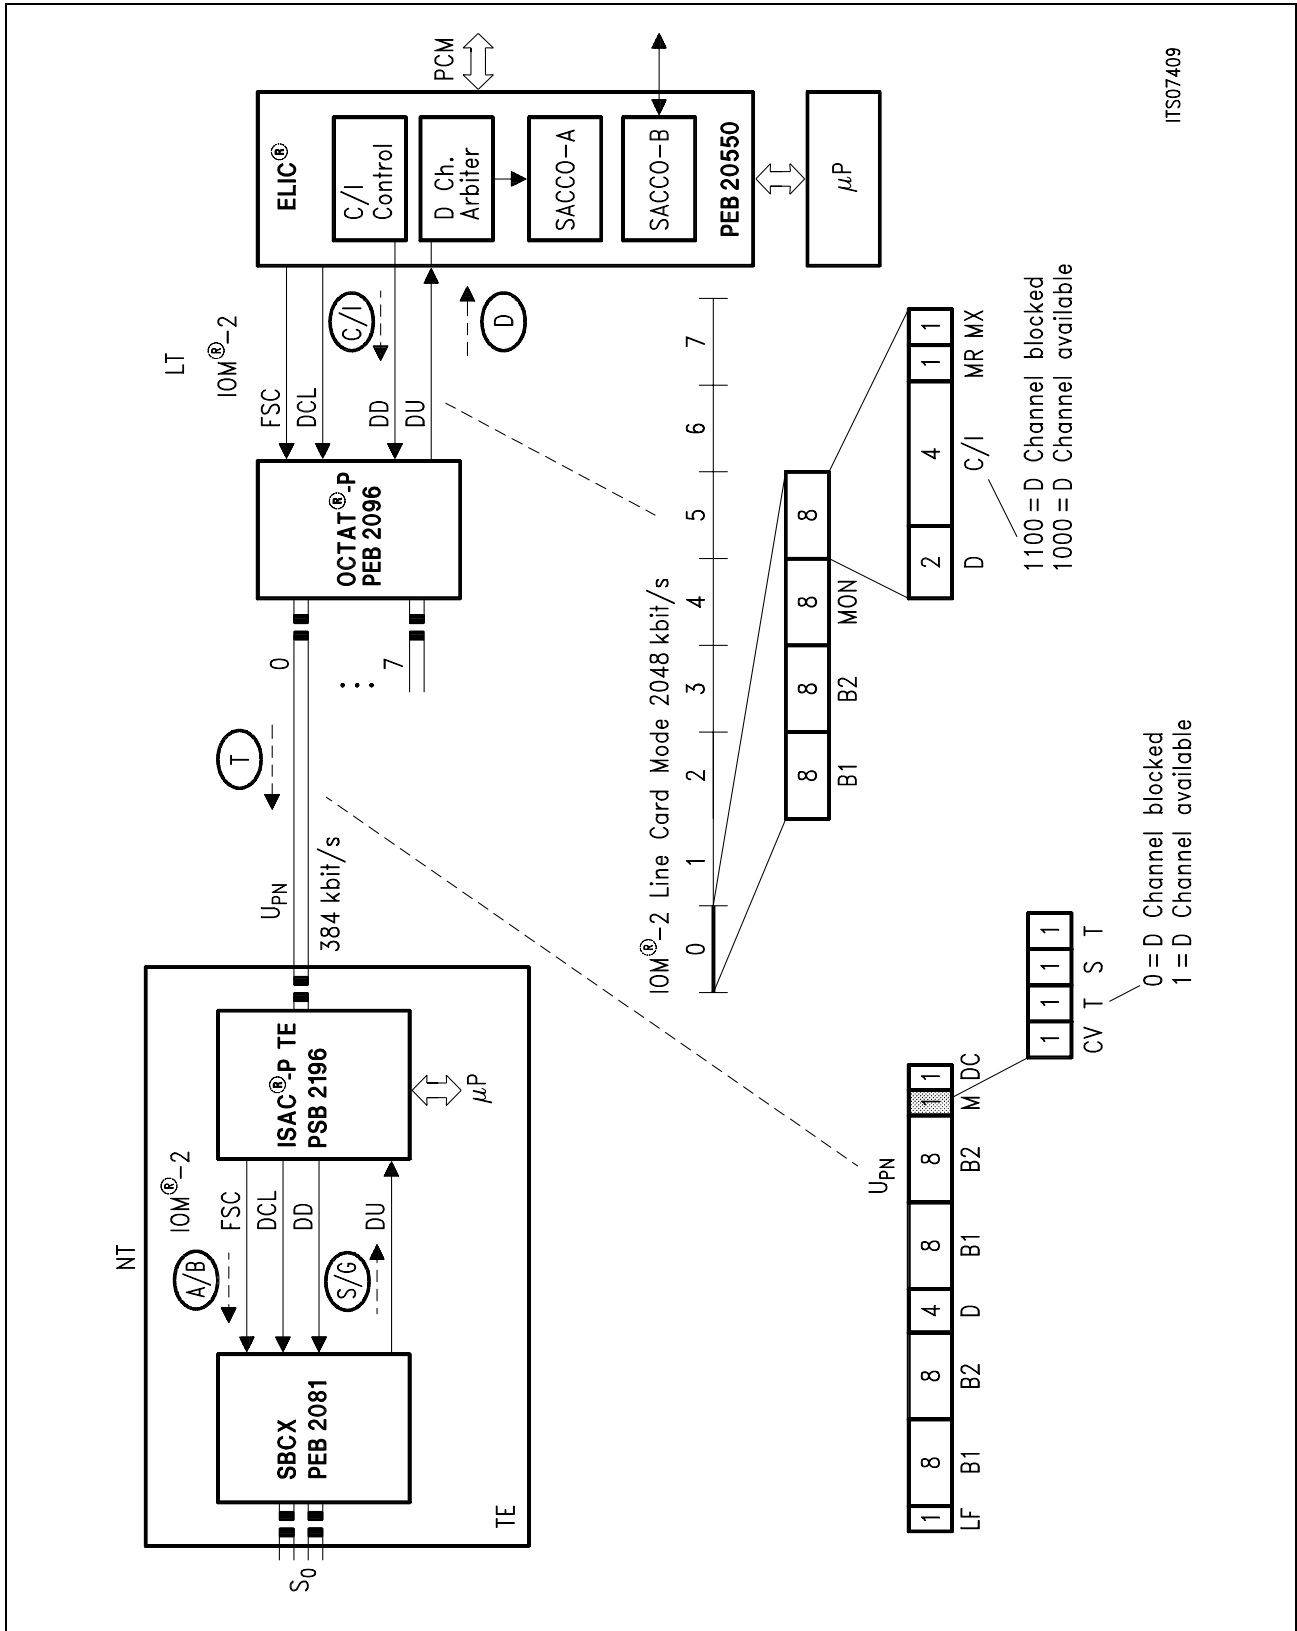 NT
TE
S0
SBCX
PEB 2081
A/B
S/G
IOM®-2
FSC
DCL
DD
DU
ISAC®-P TE
PSB 2196
µP
UPN
384 kbit/s
T
0
...
7
OCTAT®-P
PEB 2096
LT
IOM®-2
FSC
DCL
DD
DU
C/I
D
ELIC®
C/I
Control
D Ch.
Arbiter
SACCO-A
SACCO-B
PEB 20550
PCM
µP
IOM®-2 Line Card Mode 2048 kbit/s
0 1 2 3 4 5 6 7
8 8 8 8
B1 B2 MON
2 4 1 1
D C/I MR MX
1100 = D Channel blocked
1000 = D Channel available
UPN
1 8 8 4 8 8 1 1
LF B1 B2 D B1 B2 M DC
1 1 1 1
CV T S T
0 = D Channel blocked
1 = D Channel available
ITS07409